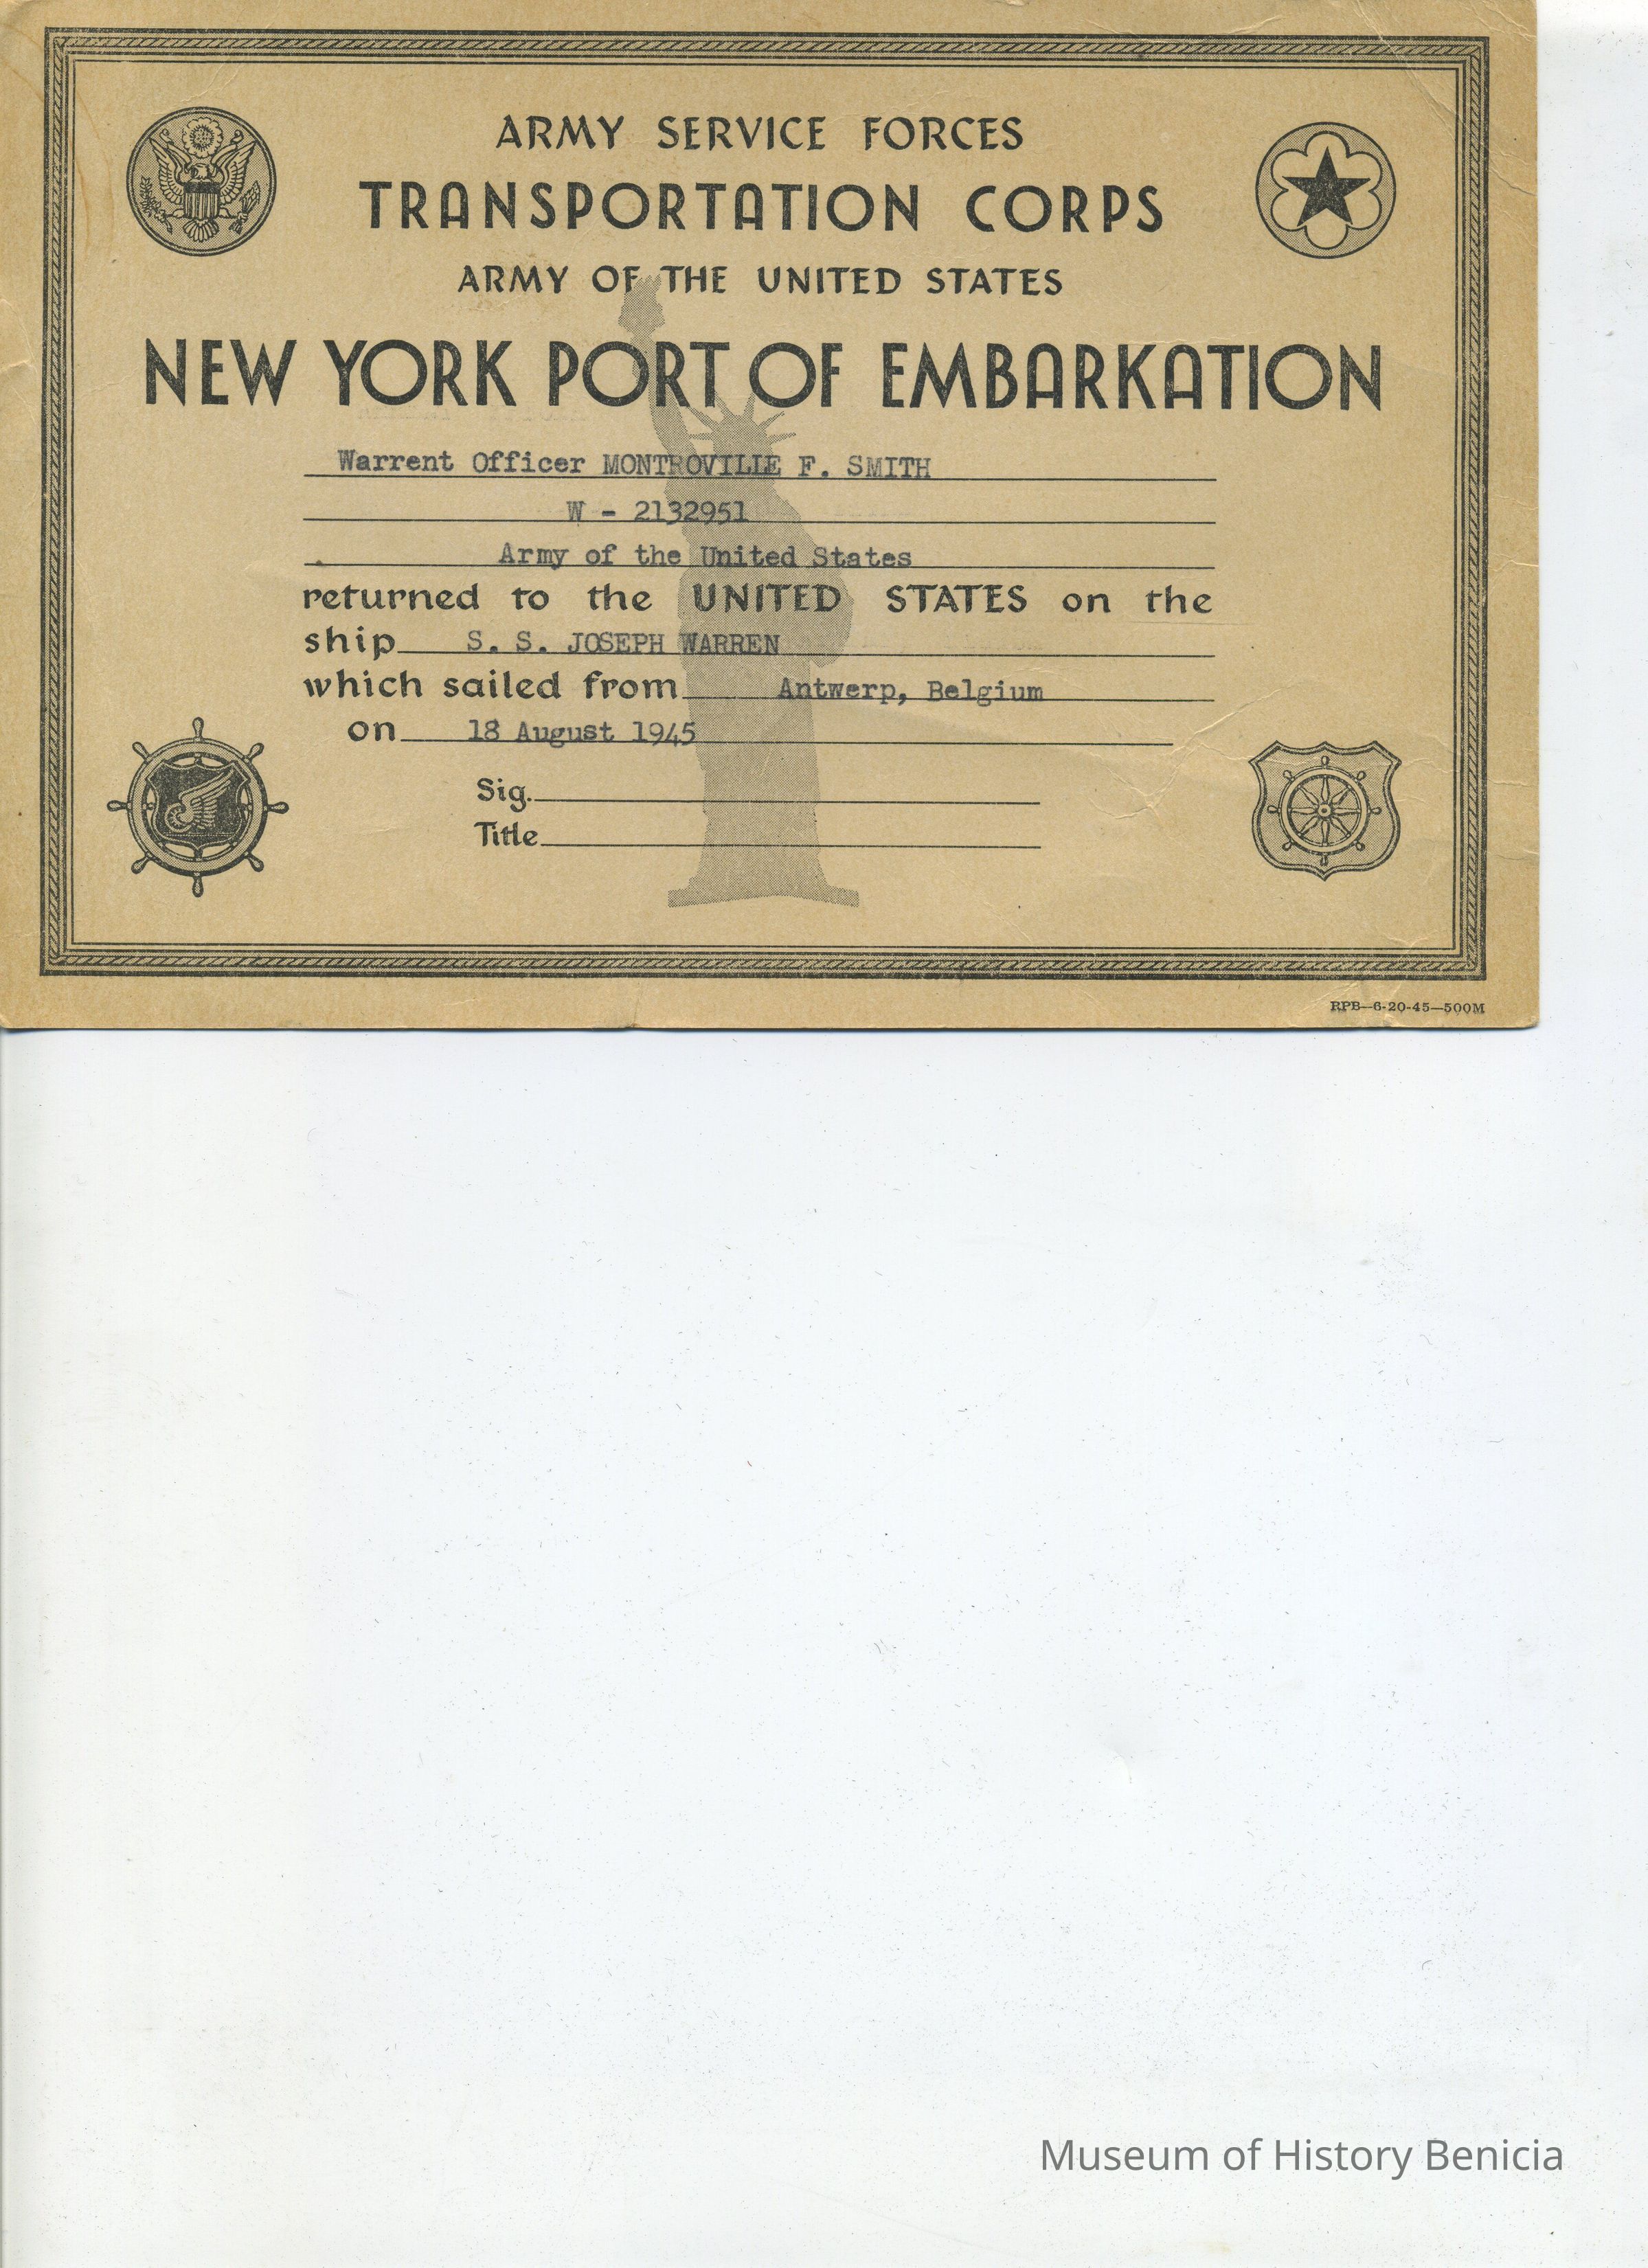 ARMY SERVICE FORCES
TRANSPORTATION CORPS
ARMY OF THE UNITED STATES
NEW YORK PORT OF EMBARKATION
Warrent Officer MONTROVILLE F. SMITH
W - 2132951
Army of the United States
returned to the UNITED STATES on the
ship S. S. JOSEPH WARREN
which sailed from Antwerp, Belgium
on 18 August 1945
Sig.
Title
RPB—6-20-45—500M
Museum of History Benicia